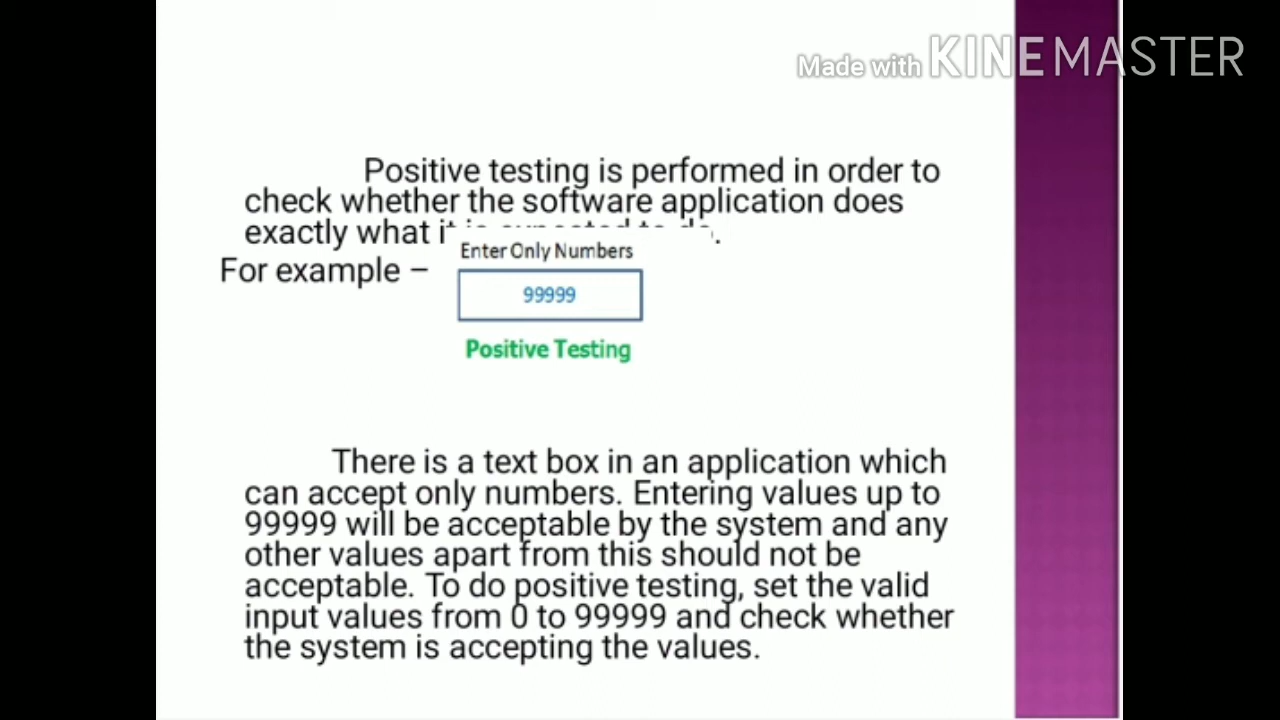 Made with KINEMASTER
Positive testing is performed in order to
check whether the software application does
exactly what it is expected to do.
Enter Only Numbers
For example –
99999
Positive Testing
There is a text box in an application which
can accept only numbers. Entering values up to
99999 will be acceptable by the system and any
other values apart from this should not be
acceptable. To do positive testing, set the valid
input values from 0 to 99999 and check whether
the system is accepting the values.